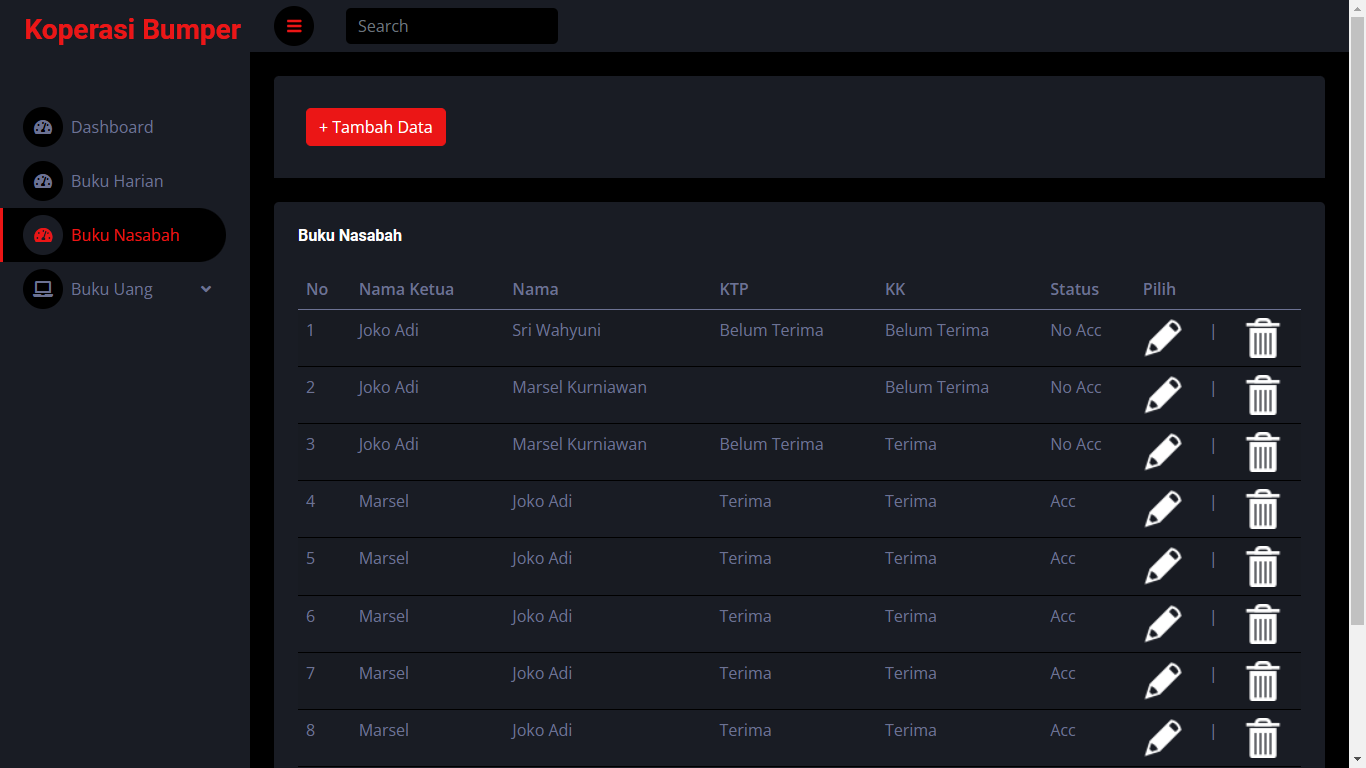 Koperasi Bumper
Search
Dashboard
Buku Harian
Buku Nasabah
Buku Uang
+ Tambah Data
Buku Nasabah
No Nama Ketua Nama KTP KK Status Pilih
1 Joko Adi Sri Wahyuni Belum Terima Belum Terima No Acc |
2 Joko Adi Marsel Kurniawan Belum Terima No Acc |
3 Joko Adi Marsel Kurniawan Belum Terima Terima No Acc |
4 Marsel Joko Adi Terima Terima Acc |
5 Marsel Joko Adi Terima Terima Acc |
6 Marsel Joko Adi Terima Terima Acc |
7 Marsel Joko Adi Terima Terima Acc |
8 Marsel Joko Adi Terima Terima Acc |